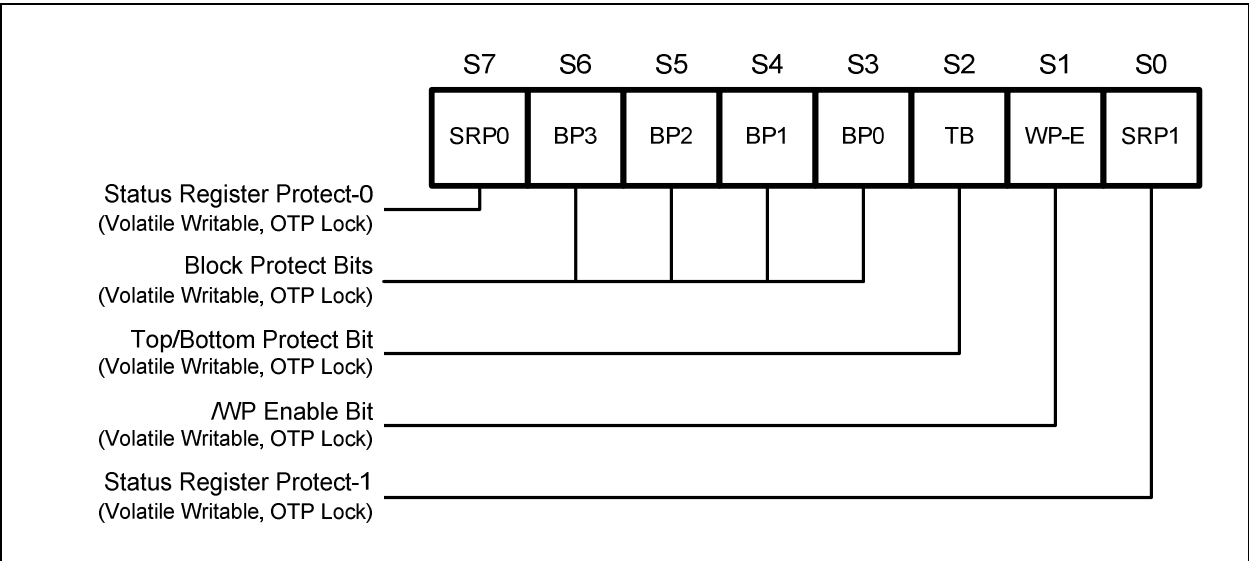 S7 S6 S5 S4 S3 S2 S1 S0
SRP0 BP3 BP2 BP1 BP0 TB WP-E SRP1
Status Register Protect-0
(Volatile Writable, OTP Lock)
Block Protect Bits
(Volatile Writable, OTP Lock)
Top/Bottom Protect Bit
(Volatile Writable, OTP Lock)
/WP Enable Bit
(Volatile Writable, OTP Lock)
Status Register Protect-1
(Volatile Writable, OTP Lock)